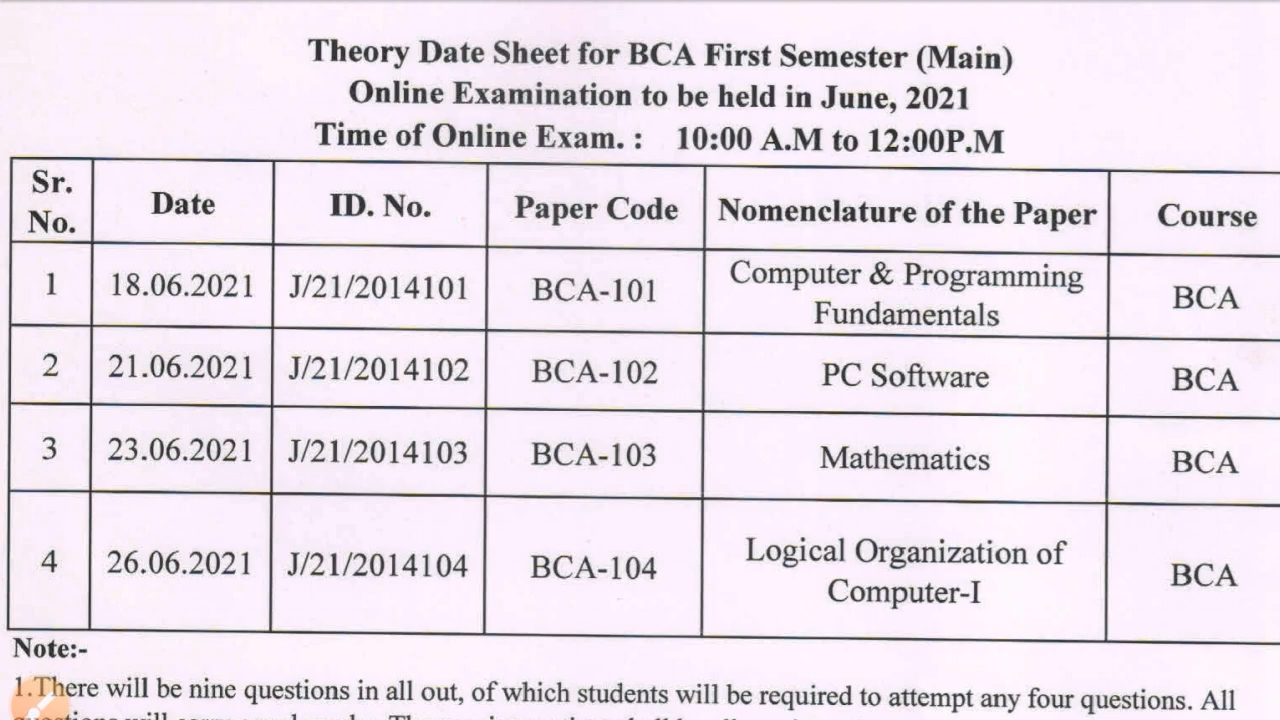 Theory Date Sheet for BCA First Semester (Main)
Online Examination to be held in June, 2021
Time of Online Exam. : 10:00 A.M to 12:00P.M
Sr. No. Date ID. No. Paper Code Nomenclature of the Paper Course
1 18.06.2021 J/21/2014101 BCA-101 Computer & Programming Fundamentals BCA
2 21.06.2021 J/21/2014102 BCA-102 PC Software BCA
3 23.06.2021 J/21/2014103 BCA-103 Mathematics BCA
4 26.06.2021 J/21/2014104 BCA-104 Logical Organization of Computer-I BCA
Note:-
1.There will be nine questions in all out, of which students will be required to attempt any four questions. All